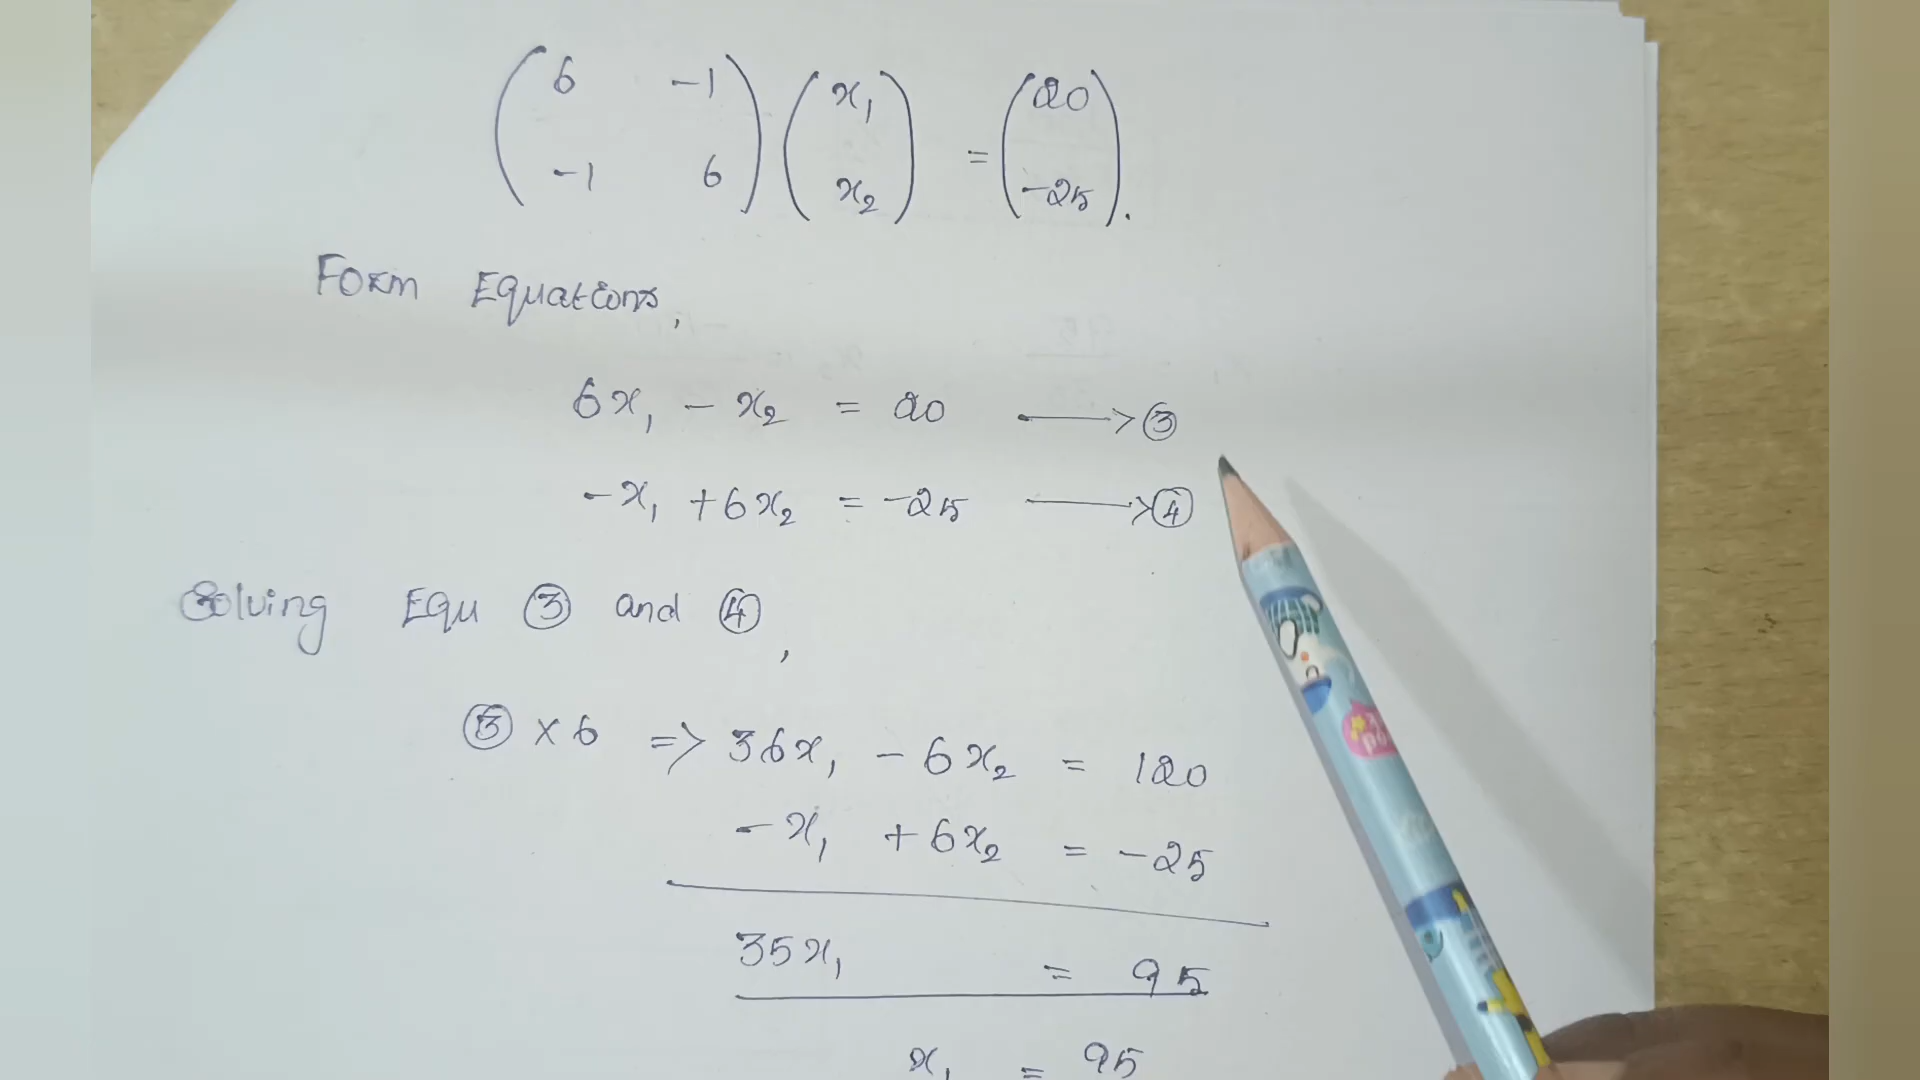 ( 6 -1 ) ( x₁ ) = ( 20 )
( -1 6 ) ( x₂ ) ( -25 ).
Form Equations,
6x₁ - x₂ = 20 → ③
-x₁ + 6x₂ = -25 → ④
Solving Equ ③ and ④,
③ × 6 => 36x₁ - 6x₂ = 120
-x₁ + 6x₂ = -25
35x₁ = 95
x₁ = 95